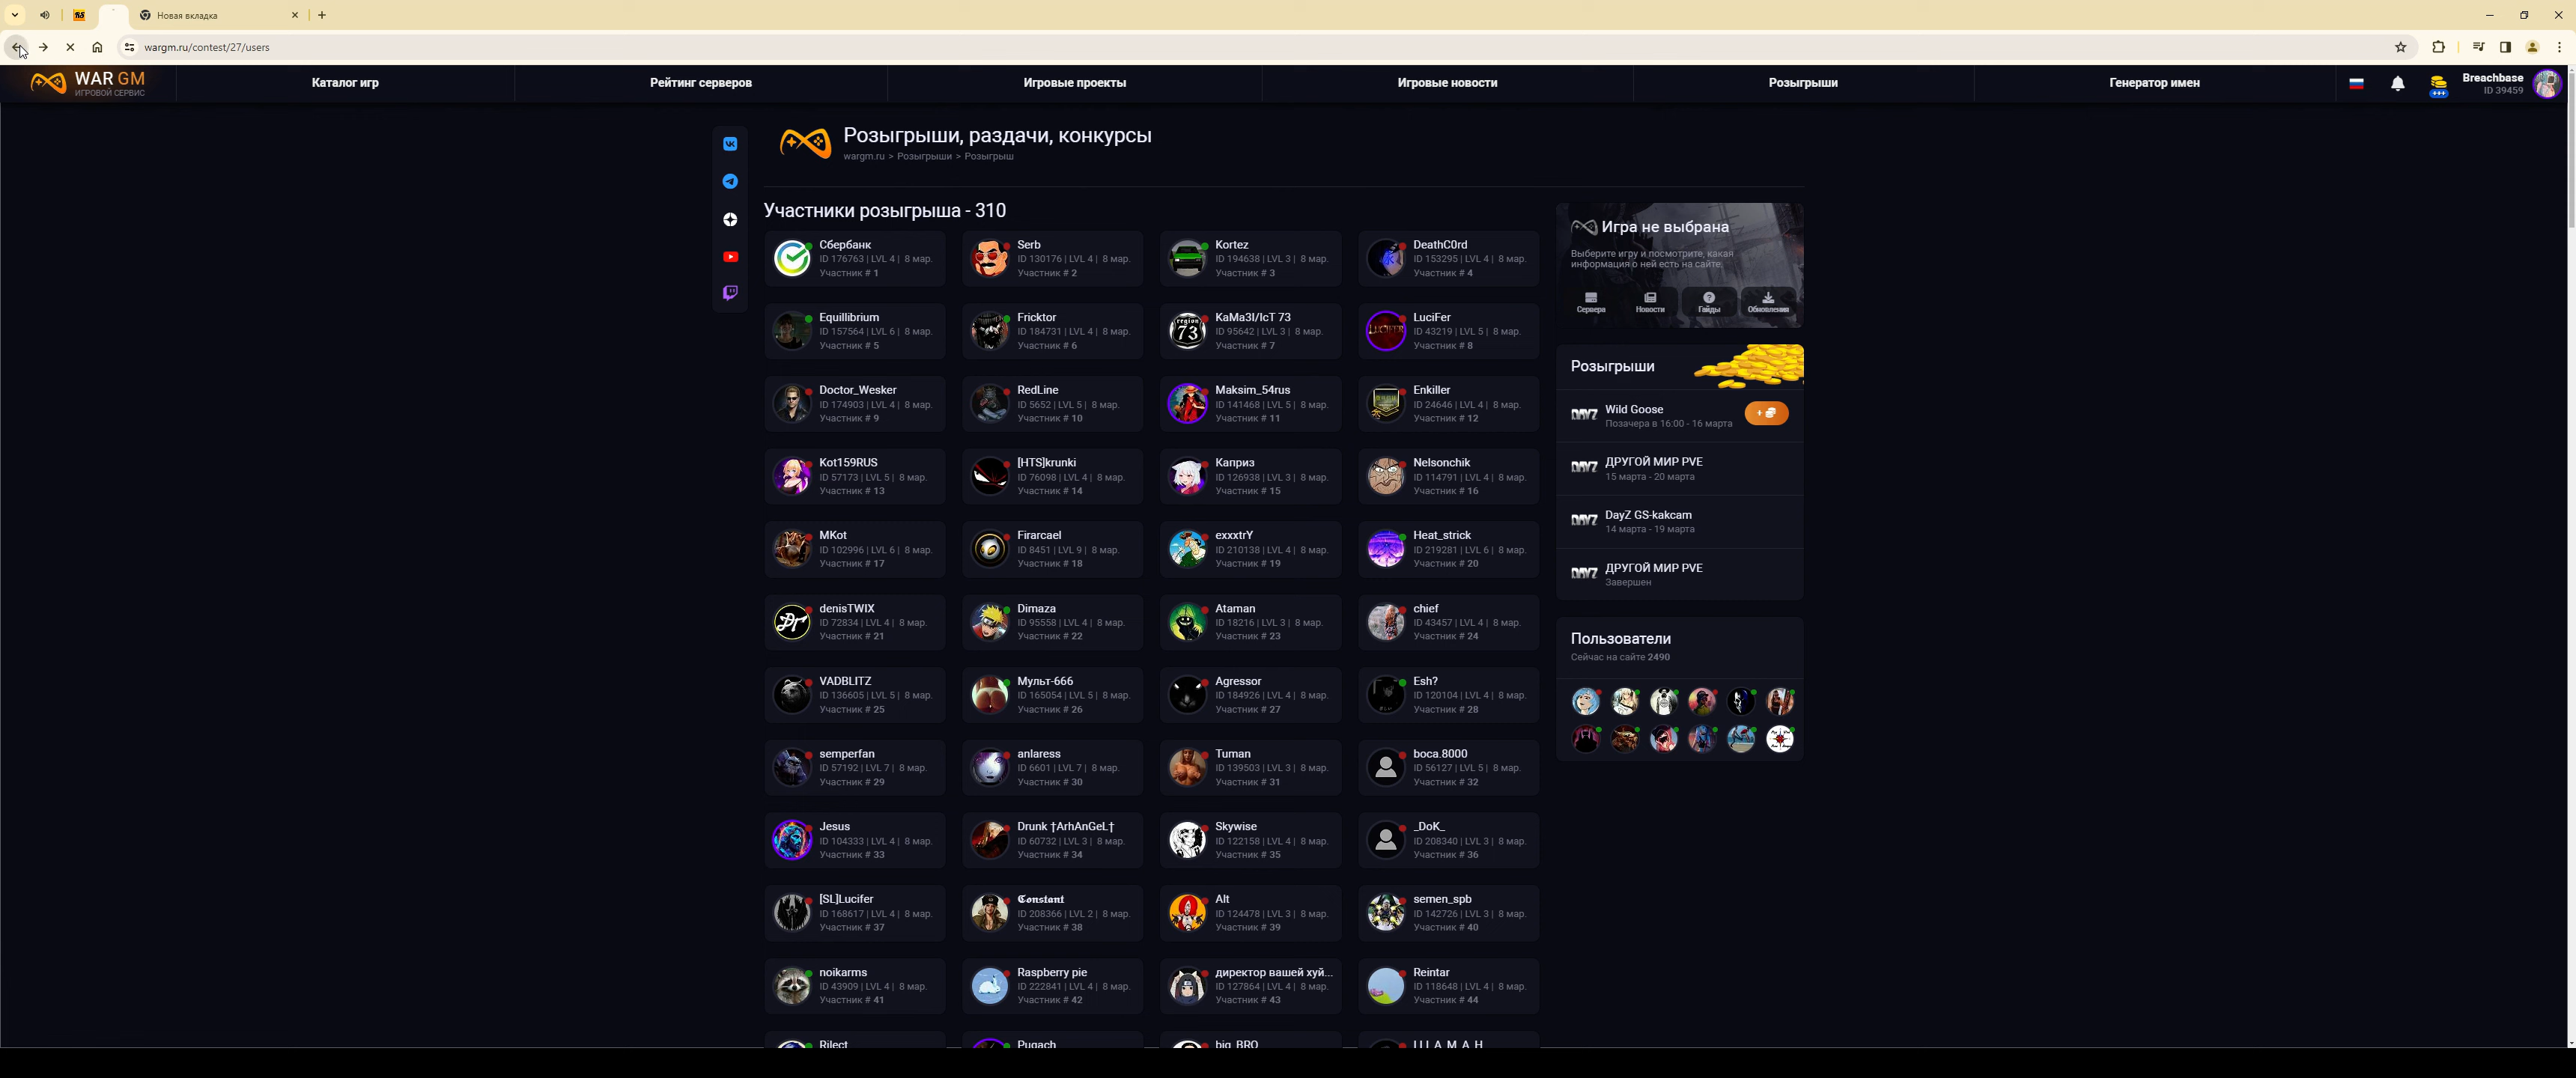 Новая вкладка
wargm.ru/contest/27/users
WAR GM
ИГРОВОЙ СЕРВИС
Каталог игр
Рейтинг серверов
Игровые проекты
Игровые новости
Розыгрыши
Генератор имен
Breachbase
ID 39459
Розыгрыши, раздачи, конкурсы
wargm.ru > Розыгрыши > Розыгрыш
Участники розыгрыша - 310
Сбербанк
ID 176763 | LVL 4 | 8 мар.
Участник # 1
Serb
ID 130176 | LVL 4 | 8 мар.
Участник # 2
Kortez
ID 194638 | LVL 3 | 8 мар.
Участник # 3
DeathC0rd
ID 153295 | LVL 4 | 8 мар.
Участник # 4
Equillibrium
ID 157564 | LVL 6 | 8 мар.
Участник # 5
Fricktor
ID 184731 | LVL 4 | 8 мар.
Участник # 6
region
73
KaMa3I/IcT 73
ID 95642 | LVL 3 | 8 мар.
Участник # 7
LUCIFER
LuciFer
ID 43219 | LVL 5 | 8 мар.
Участник # 8
Doctor_Wesker
ID 174903 | LVL 4 | 8 мар.
Участник # 9
RedLine
ID 5652 | LVL 5 | 8 мар.
Участник # 10
Maksim_54rus
ID 141468 | LVL 5 | 8 мар.
Участник # 11
Enkiller
ID 24646 | LVL 4 | 8 мар.
Участник # 12
Kot159RUS
ID 57173 | LVL 5 | 8 мар.
Участник # 13
[HTS]krunki
ID 76098 | LVL 4 | 8 мар.
Участник # 14
Каприз
ID 126938 | LVL 3 | 8 мар.
Участник # 15
Nelsonchik
ID 114791 | LVL 4 | 8 мар.
Участник # 16
MKot
ID 102996 | LVL 6 | 8 мар.
Участник # 17
Firarcael
ID 8451 | LVL 9 | 8 мар.
Участник # 18
exxxtrY
ID 210138 | LVL 4 | 8 мар.
Участник # 19
Heat_strick
ID 219281 | LVL 6 | 8 мар.
Участник # 20
denisTWIX
ID 72834 | LVL 4 | 8 мар.
Участник # 21
Dimaza
ID 95558 | LVL 4 | 8 мар.
Участник # 22
Ataman
ID 18216 | LVL 3 | 8 мар.
Участник # 23
chief
ID 43457 | LVL 4 | 8 мар.
Участник # 24
VADBLITZ
ID 136605 | LVL 5 | 8 мар.
Участник # 25
Мульт-666
ID 165054 | LVL 5 | 8 мар.
Участник # 26
Agressor
ID 184926 | LVL 4 | 8 мар.
Участник # 27
Esh?
ID 120104 | LVL 4 | 8 мар.
Участник # 28
semperfan
ID 57192 | LVL 7 | 8 мар.
Участник # 29
anlaress
ID 6601 | LVL 7 | 8 мар.
Участник # 30
Tuman
ID 139503 | LVL 3 | 8 мар.
Участник # 31
boca.8000
ID 56127 | LVL 5 | 8 мар.
Участник # 32
Jesus
ID 104333 | LVL 4 | 8 мар.
Участник # 33
Drunk †ArhAnGeL†
ID 60732 | LVL 3 | 8 мар.
Участник # 34
Skywise
ID 122158 | LVL 4 | 8 мар.
Участник # 35
_DoK_
ID 208340 | LVL 3 | 8 мар.
Участник # 36
[SL]Lucifer
ID 168617 | LVL 4 | 8 мар.
Участник # 37
Constant
ID 208366 | LVL 2 | 8 мар.
Участник # 38
Alt
ID 124478 | LVL 3 | 8 мар.
Участник # 39
semen_spb
ID 142726 | LVL 3 | 8 мар.
Участник # 40
noikarms
ID 43909 | LVL 4 | 8 мар.
Участник # 41
Raspberry pie
ID 222841 | LVL 4 | 8 мар.
Участник # 42
директор вашей хуй...
ID 127864 | LVL 4 | 8 мар.
Участник # 43
Reintar
ID 118648 | LVL 4 | 8 мар.
Участник # 44
Rilect
Pugach
big_BRO
Игра не выбрана
Выберите игру и посмотрите, какая
информация о ней есть на сайте.
Сервера
Новости
Гайды
Обновления
Розыгрыши
DAYZ
Wild Goose
Позачера в 16:00 - 16 марта
DAYZ
ДРУГОЙ МИР PVE
15 марта - 20 марта
DAYZ
DayZ GS-kakcam
14 марта - 19 марта
DAYZ
ДРУГОЙ МИР PVE
Завершен
Пользователи
Сейчас на сайте 2490